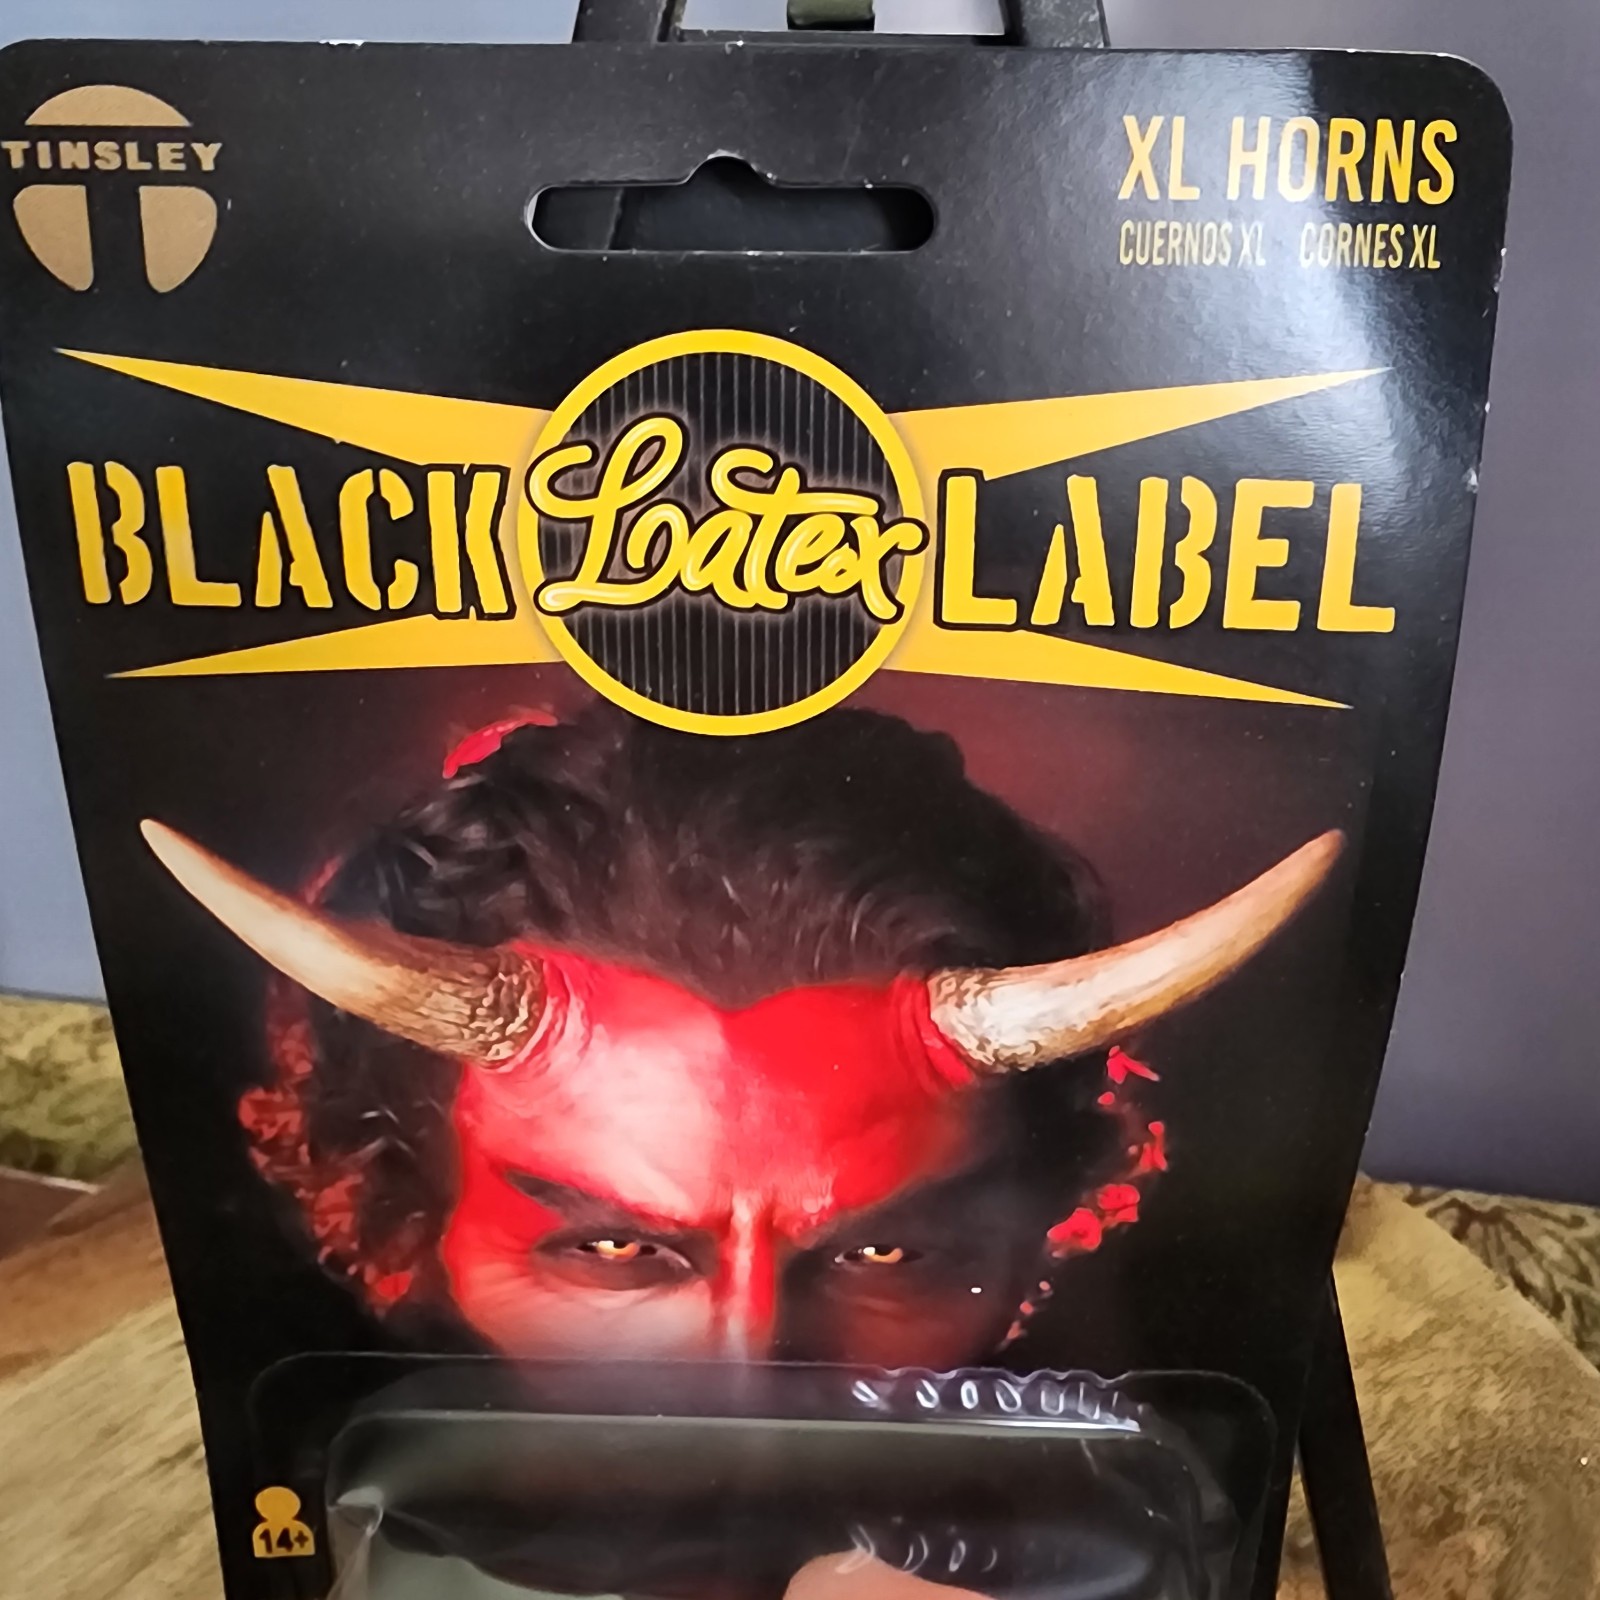 TINSLEY
XL HORNS
CUERNOS XL CORNES XL
BLACK Latex LABEL
14+